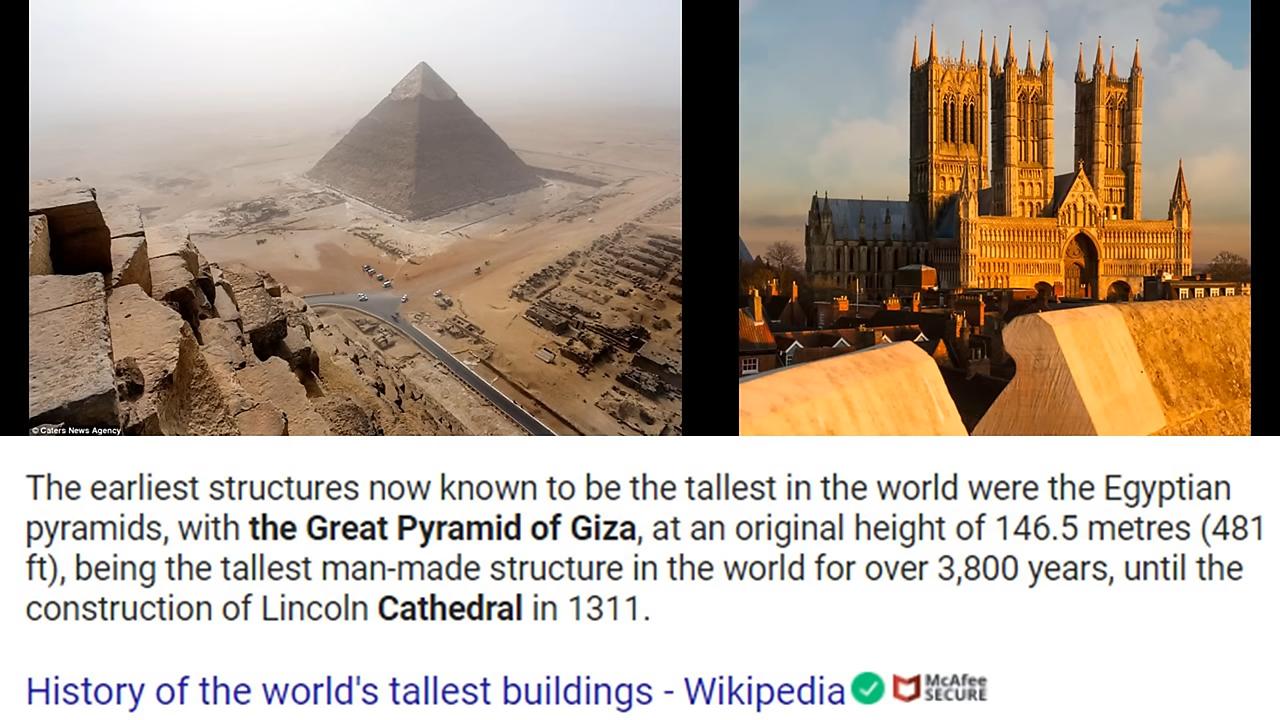 © Caters News Agency
The earliest structures now known to be the tallest in the world were the Egyptian
pyramids, with the Great Pyramid of Giza, at an original height of 146.5 metres (481
ft), being the tallest man-made structure in the world for over 3,800 years, until the
construction of Lincoln Cathedral in 1311.
History of the world's tallest buildings - Wikipedia
McAfee
SECURE